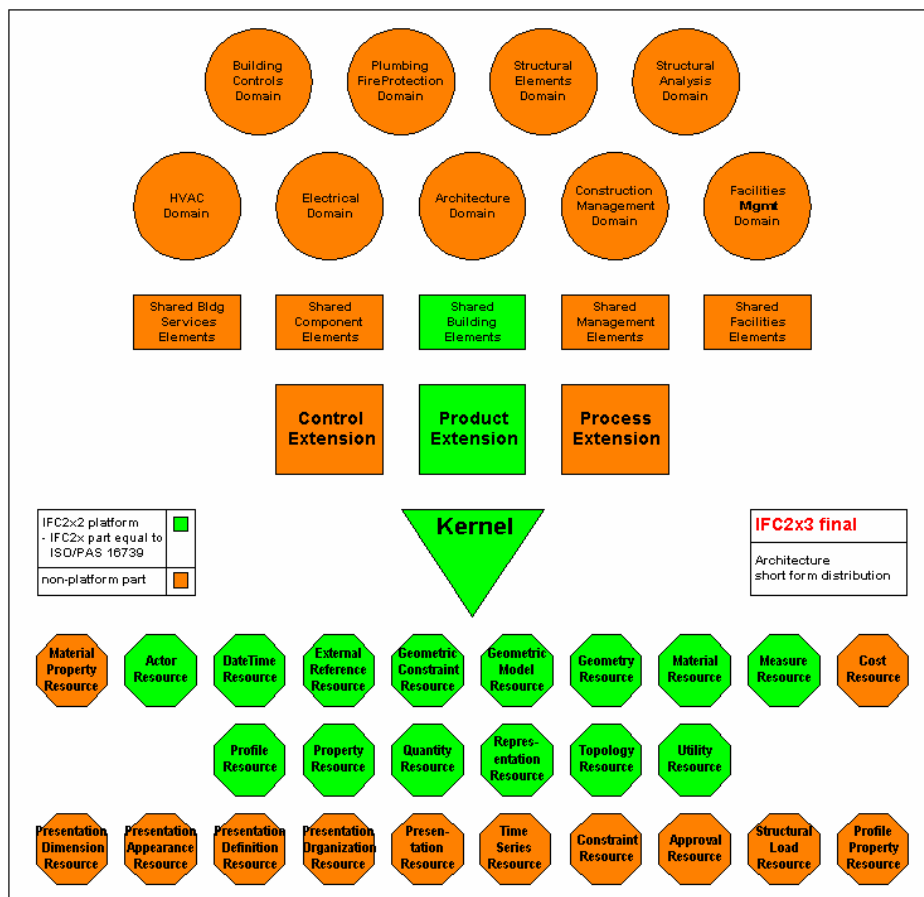 Building
Controls
Domain
Plumbing
FireProtection
Domain
Structural
Elements
Domain
Structural
Analysis
Domain
HVAC
Domain
Electrical
Domain
Architecture
Domain
Construction
Management
Domain
Facilities
Mgmt
Domain
Shared Bldg
Services
Elements
Shared
Component
Elements
Shared
Building
Elements
Shared
Management
Elements
Shared
Facilities
Elements
Control
Extension
Product
Extension
Process
Extension
IFC2x2 platform
- IFC2x part equal to
ISO/PAS 16739
non-platform part
Kernel
IFC2x3 final
Architecture
short form distribution
Material
Property
Resource
Actor
Resource
DateTime
Resource
External
Reference
Resource
Geometric
Constraint
Resource
Geometric
Model
Resource
Geometry
Resource
Material
Resource
Measure
Resource
Cost
Resource
Profile
Resource
Property
Resource
Quantity
Resource
Repres-
entation
Resource
Topology
Resource
Utility
Resource
Presentation
Dimension
Resource
Presentation
Appearance
Resource
Presentation
Definition
Resource
Presentation
Organization
Resource
Presen-
tation
Resource
Time
Series
Resource
Constraint
Resource
Approval
Resource
Structural
Load
Resource
Profile
Property
Resource